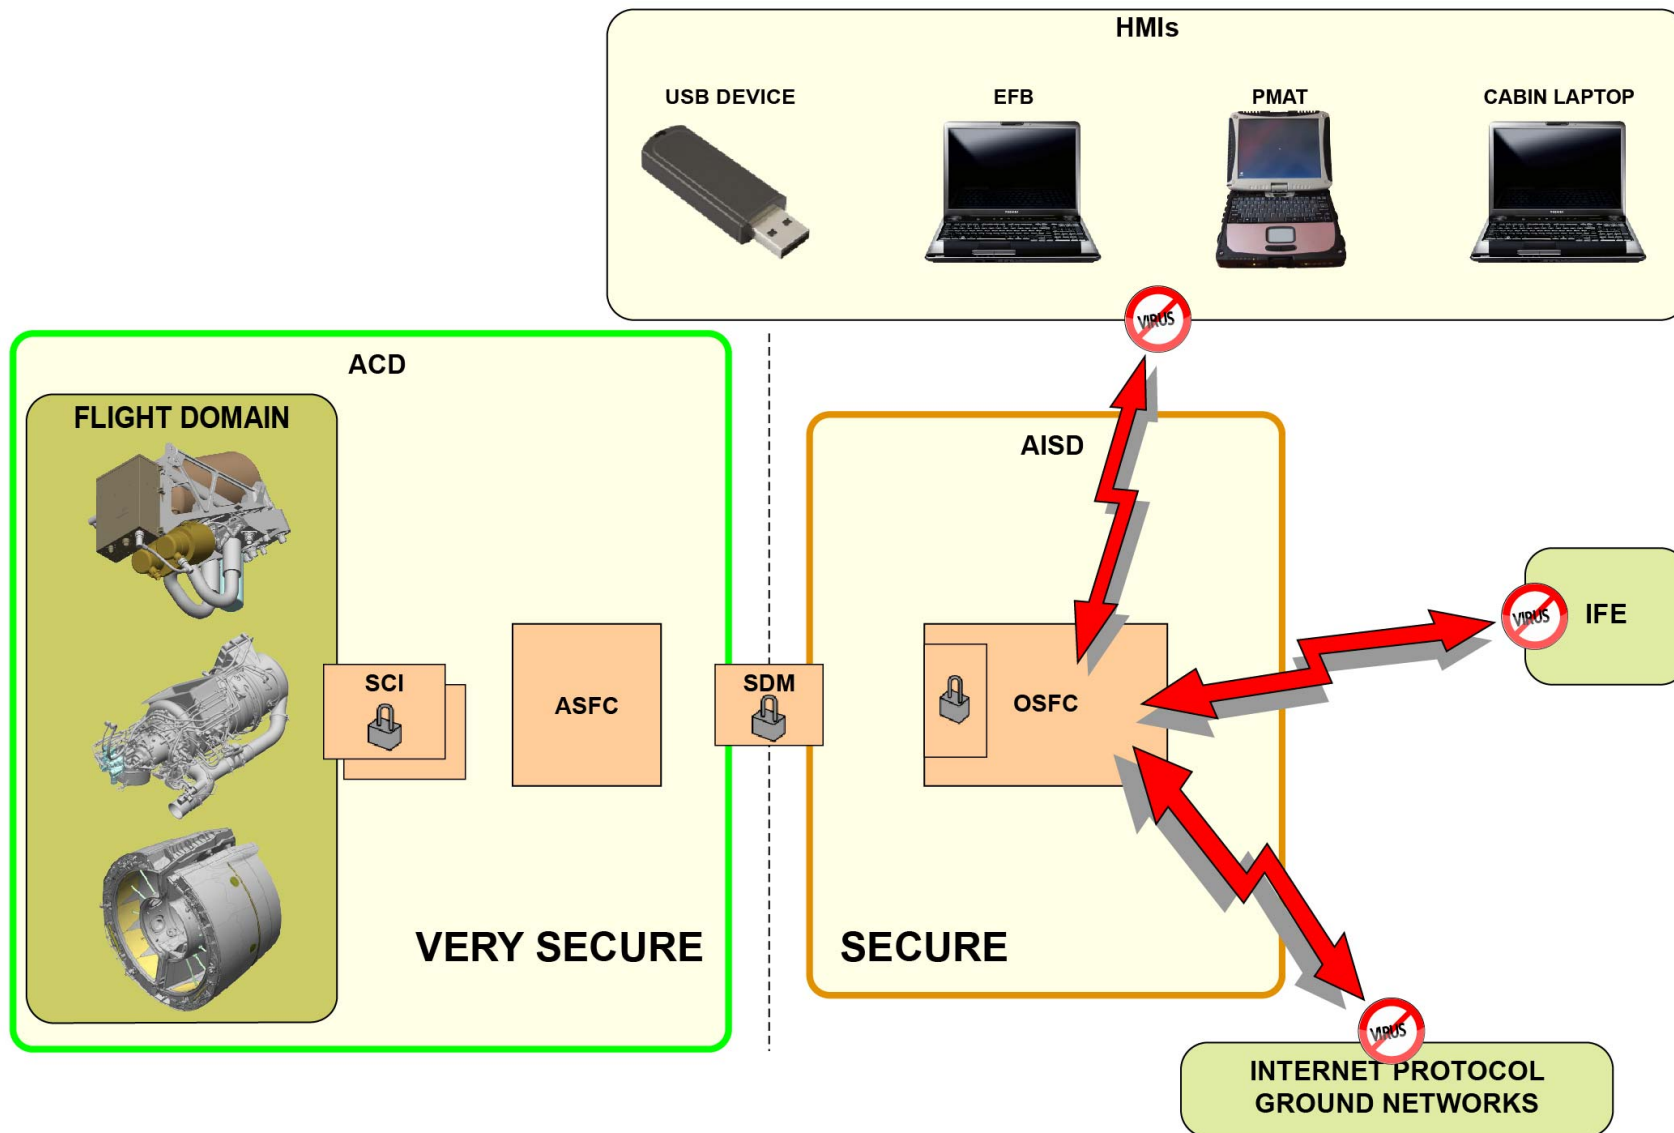 HMIs
USB DEVICE
EFB
PMAT
CABIN LAPTOP
VIRUS
ACD
FLIGHT DOMAIN
AISD
SCI
ASFC
SDM
OSFC
VIRUS
IFE
VERY SECURE
SECURE
VIRUS
INTERNET PROTOCOL
GROUND NETWORKS